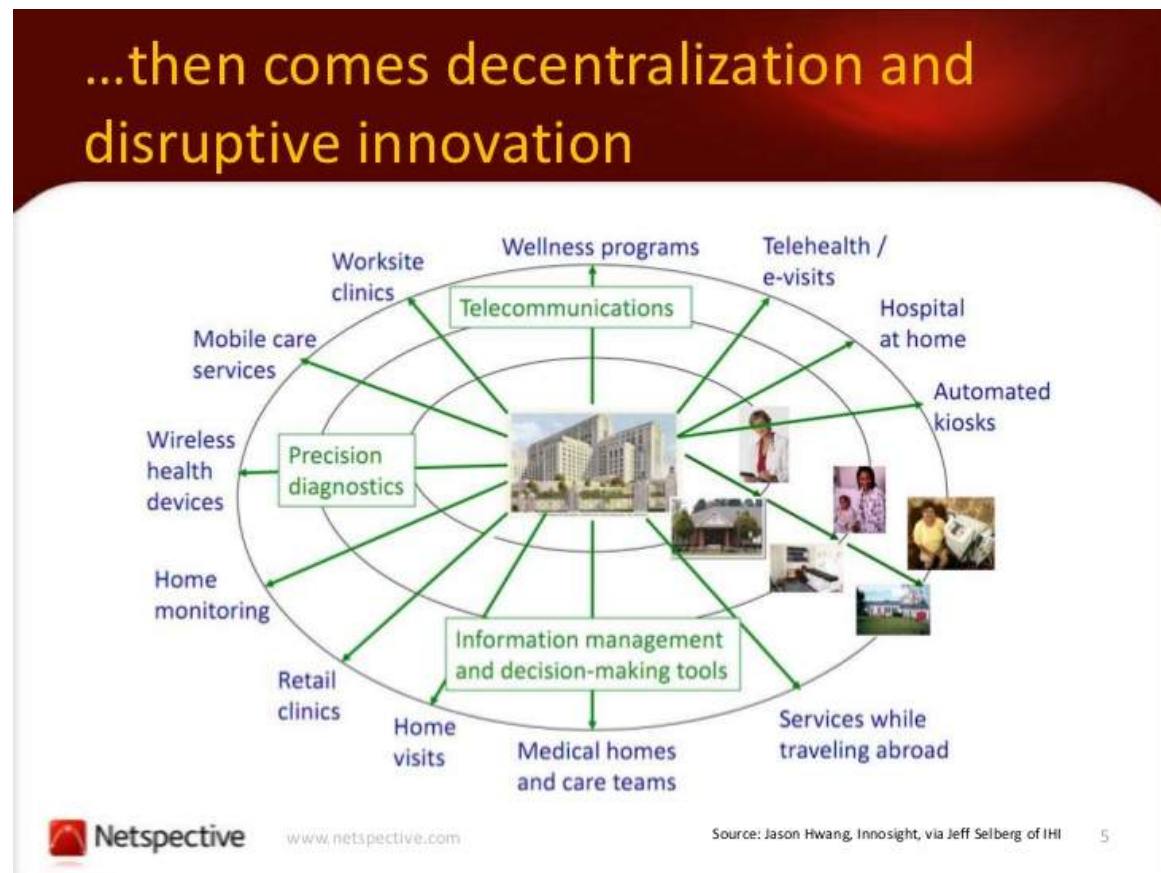 …then comes decentralization and
disruptive innovation
Wellness programs
Telehealth /
e-visits
Worksite
clinics
Telecommunications
Hospital
at home
Mobile care
services
Automated
kiosks
Wireless
health
devices
Precision
diagnostics
Home
monitoring
Information management
and decision-making tools
Retail
clinics
Home
visits
Medical homes
and care teams
Services while
traveling abroad
Netspective
www.netspective.com
Source: Jason Hwang, Innosight, via Jeff Selberg of IHI
5